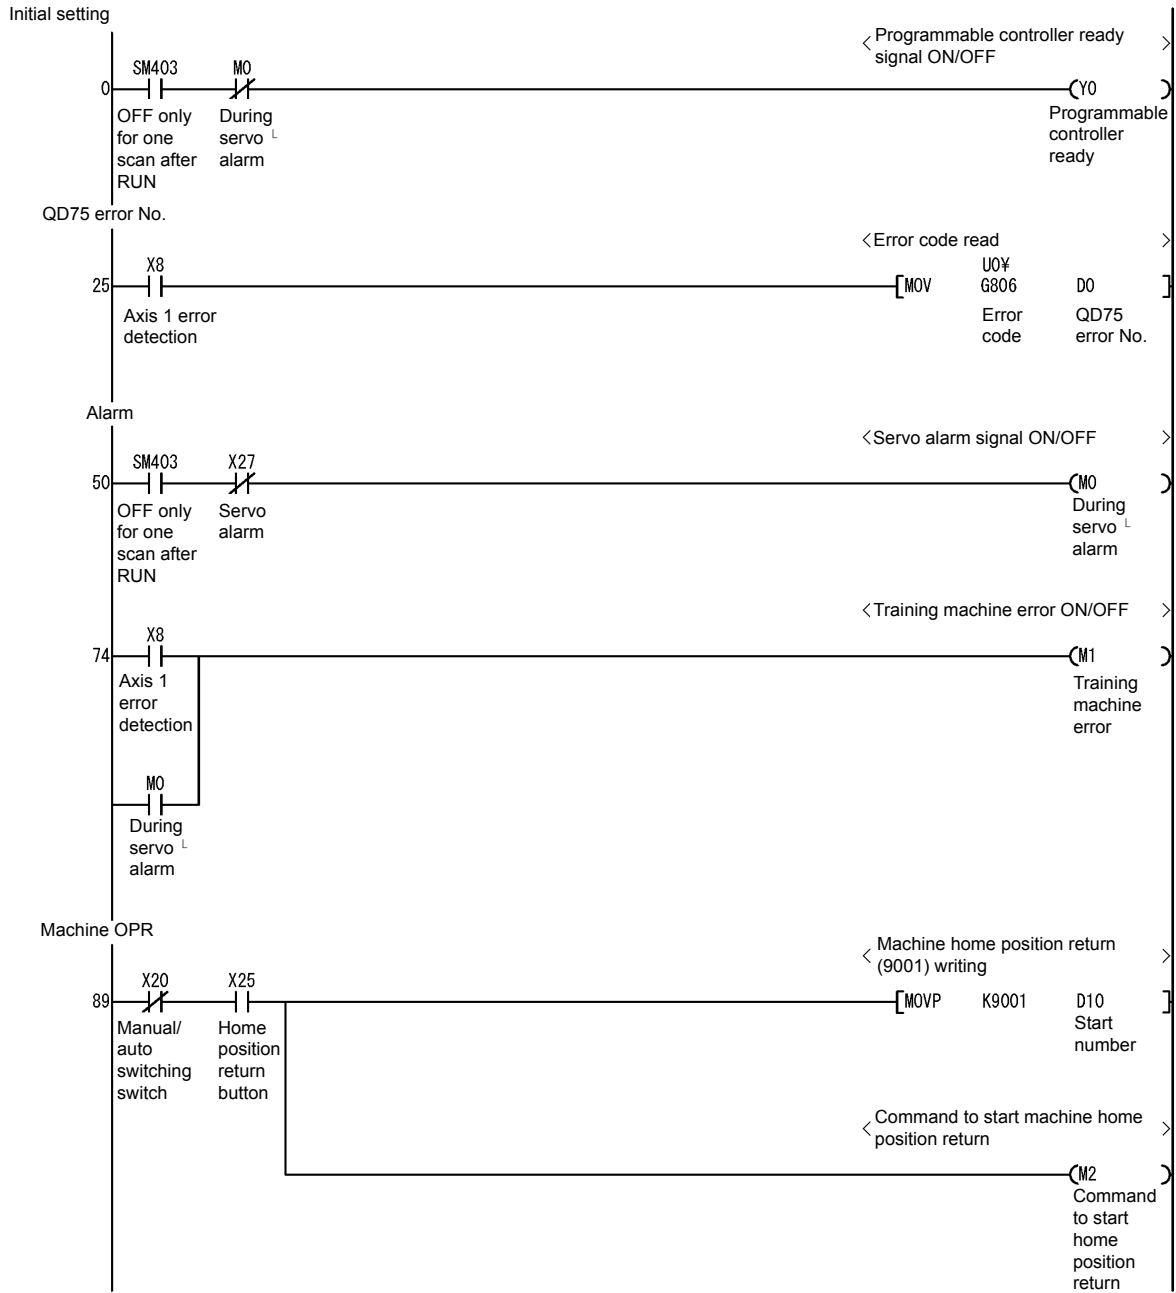 Initial setting
Programmable controller ready
signal ON/OFF
SM403 M0
0 Y0
OFF only
for one
scan after
RUN
During
servo
alarm
Programmable
controller
ready
QD75 error No.
Error code read
X8
25 MOV U0¥
G806 D0
Axis 1 error
detection
Error
code
QD75
error No.
Alarm
Servo alarm signal ON/OFF
SM403 X27
50 M0
OFF only
for one
scan after
RUN
Servo
alarm
During
servo
alarm
Training machine error ON/OFF
X8
74 M1
Axis 1
error
detection
Training
machine
error
M0
During
servo
alarm
Machine OPR
Machine home position return
(9001) writing
X20 X25
89 MOVP K9001 D10
Manual/
auto
switching
switch
Home
position
return
button
Start
number
Command to start machine home
position return
M2
Command
to start
home
position
return